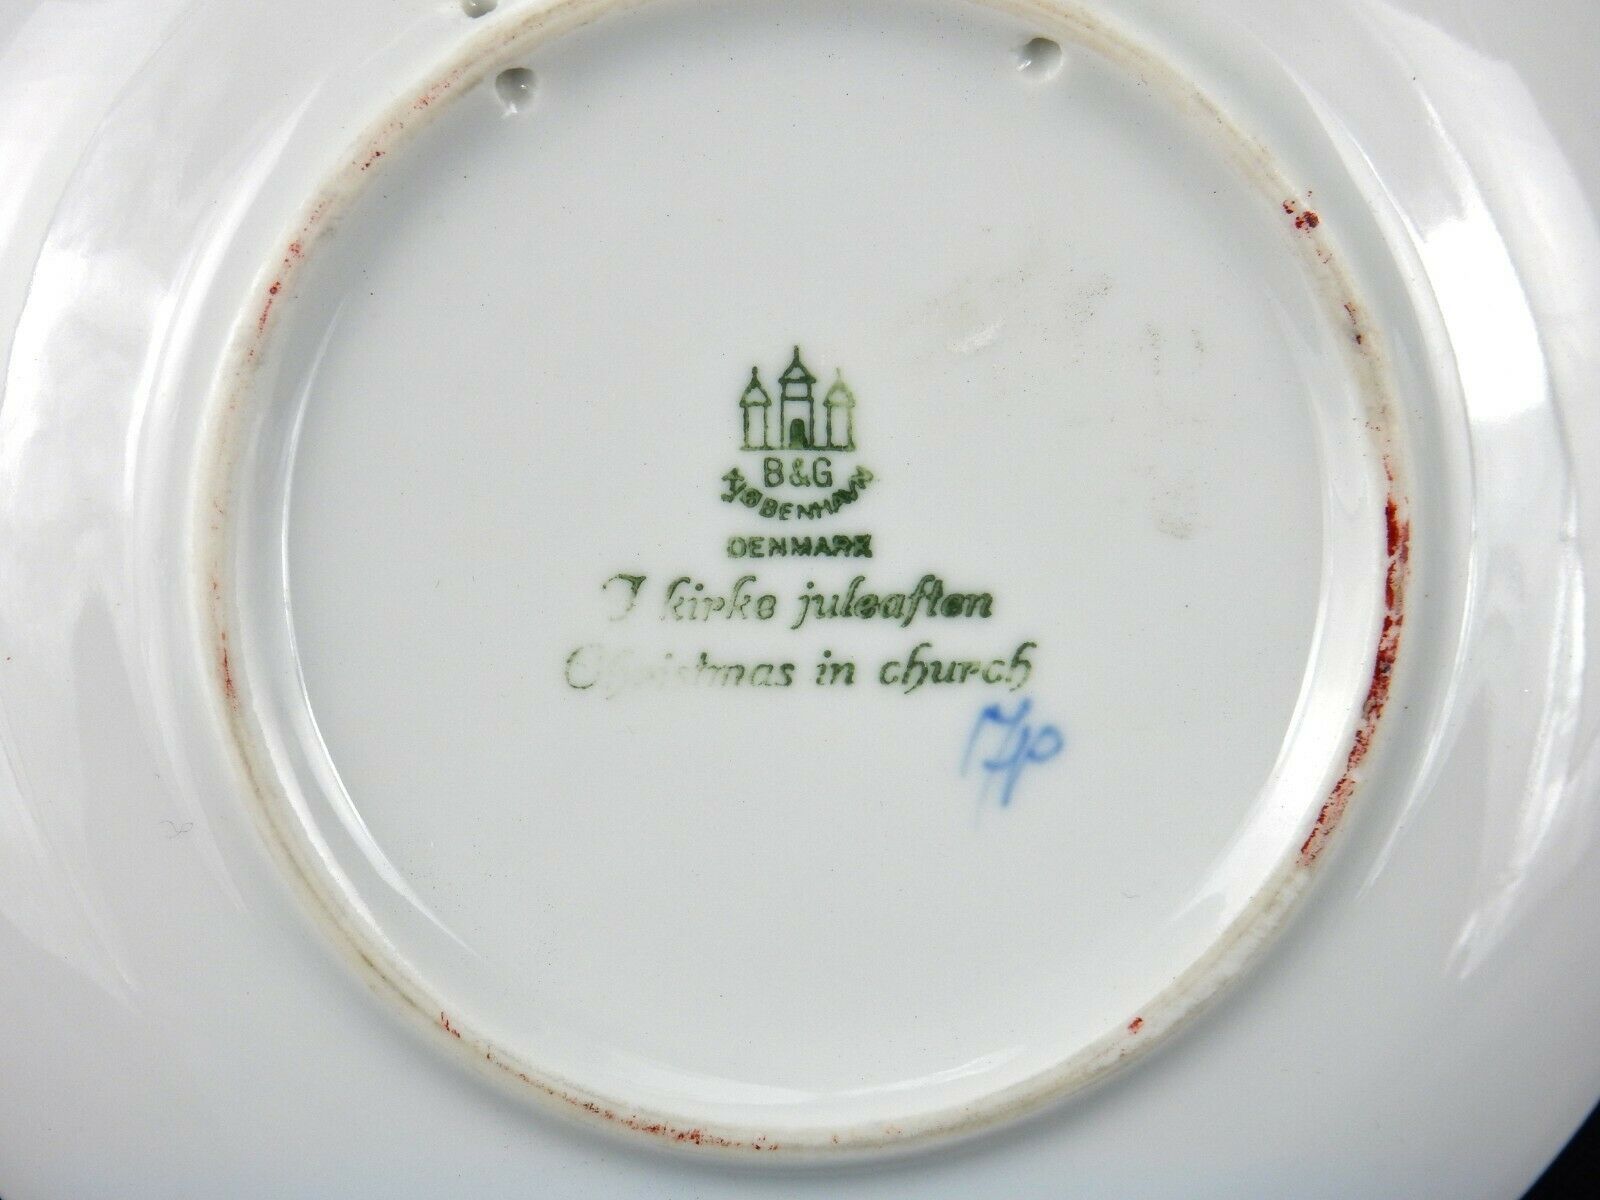 B&G
KJØBENHAVN
DENMARK
I kirke juleaften
Christmas in church